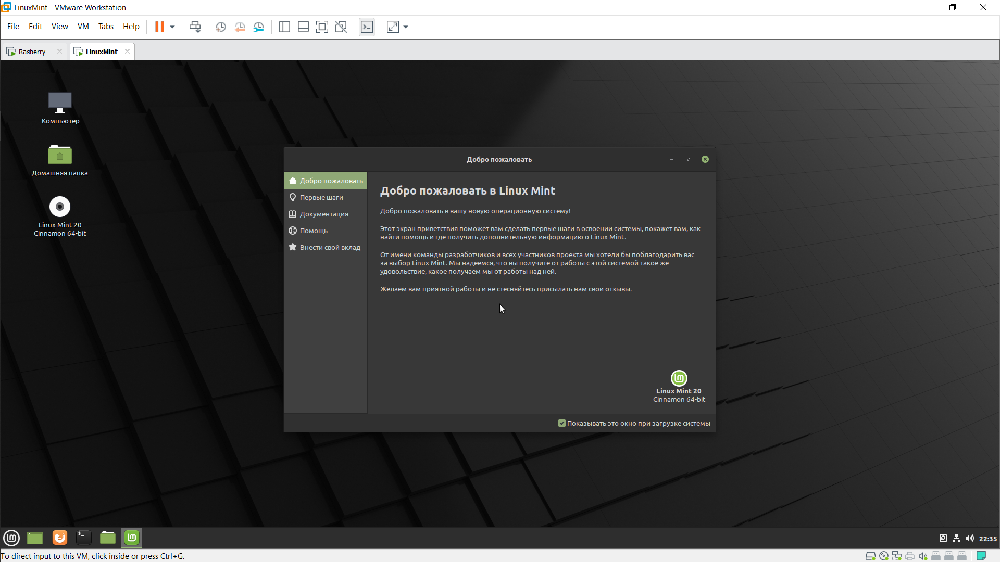 LinuxMint - VMware Workstation
File Edit View VM Tabs Help
Rasberry
LinuxMint
Компьютер
Домашняя папка
Linux Mint 20
Cinnamon 64-bit
Добро пожаловать
Добро пожаловать
Первые шаги
Документация
Помощь
Внести свой вклад
Добро пожаловать в Linux Mint
Добро пожаловать в вашу новую операционную систему!
Этот экран приветствия поможет вам сделать первые шаги в освоении системы, покажет вам, как
найти помощь и где получить дополнительную информацию о Linux Mint.
От имени команды разработчиков и всех участников проекта мы хотели бы поблагодарить вас
за выбор Linux Mint. Мы надеемся, что вы получите от работы с этой системой такое же
удовольствие, какое получаем мы от работы над ней.
Желаем вам приятной работы и не стесняйтесь присылать нам свои отзывы.
Linux Mint 20
Cinnamon 64-bit
Показывать это окно при загрузке системы
22:35
To direct input to this VM, click inside or press Ctrl+G.